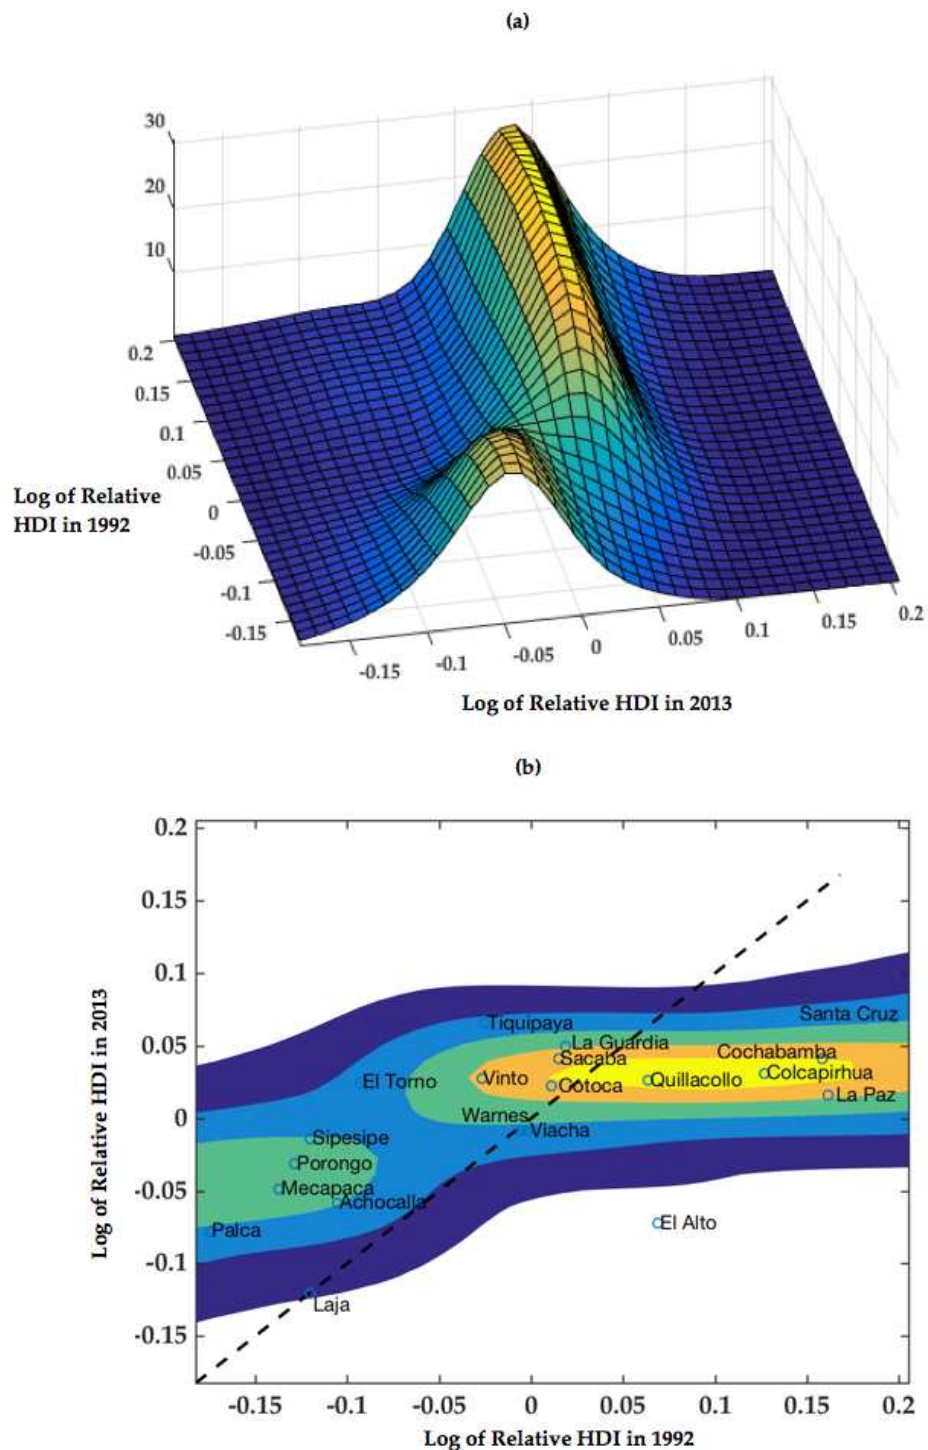 (a)
30
20
10
0.2
0.15
0.1
0.05
0
-0.05
-0.1
-0.15
Log of Relative
HDI in 1992
-0.15
-0.1
-0.05
0
0.05
0.1
0.15
0.2
Log of Relative HDI in 2013
(b)
0.2
0.15
0.1
0.05
0
-0.05
-0.1
-0.15
Log of Relative HDI in 2013
Santa Cruz
Tiquipaya
La Guardia
Cochabamba
Sacaba
Colcapirhua
El Torno
Vinto
Cotoca
Quillacollo
La Paz
Warnes
Viacha
Sipesipe
Porongo
Mecapaca
Achocalla
El Alto
Palca
Laja
-0.15
-0.1
-0.05
0
0.05
0.1
0.15
0.2
Log of Relative HDI in 1992